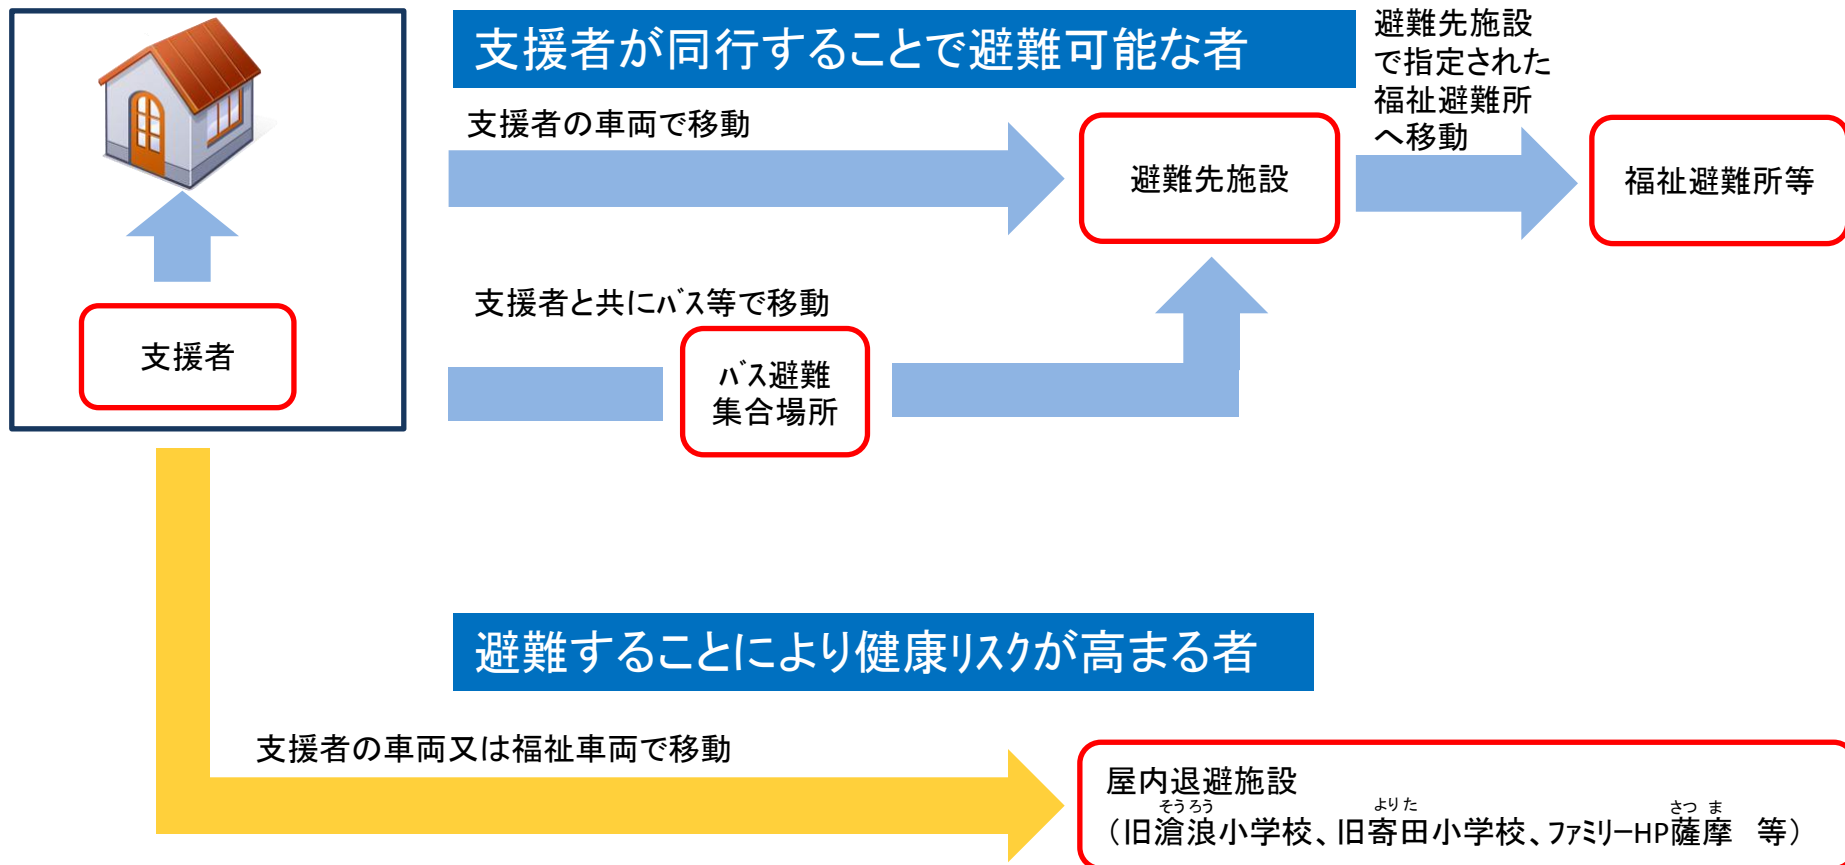 支援者が同行することで避難可能な者
避難先施設
で指定された
福祉避難所
へ移動
支援者の車両で移動
避難先施設
福祉避難所等
支援者と共にﾊﾞｽ等で移動
支援者
ﾊﾞｽ避難
集合場所
避難することにより健康ﾘｽｸが高まる者
支援者の車両又は福祉車両で移動
屋内退避施設
そうろう よりた さつ ま
（旧滄浪小学校、旧寄田小学校、ﾌｧﾐﾘｰHP薩摩　等）